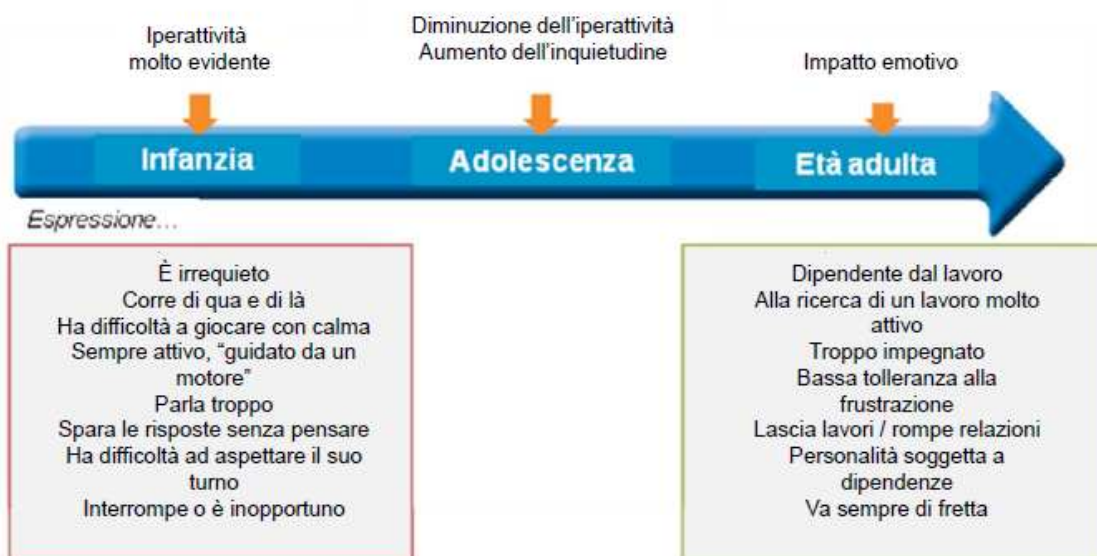 Iperattività
molto evidente
Diminuzione dell'iperattività
Aumento dell'inquietudine
Impatto emotivo
Infanzia
Adolescenza
Età adulta
Espressione...
È irrequieto
Corre di qua e di là
Ha difficoltà a giocare con calma
Sempre attivo, “guidato da un
motore”
Parla troppo
Spara le risposte senza pensare
Ha difficoltà ad aspettare il suo
turno
Interrompe o è inopportuno
Dipendente dal lavoro
Alla ricerca di un lavoro molto
attivo
Troppo impegnato
Bassa tolleranza alla
frustrazione
Lascia lavori / rompe relazioni
Personalità soggetta a
dipendenze
Va sempre di fretta